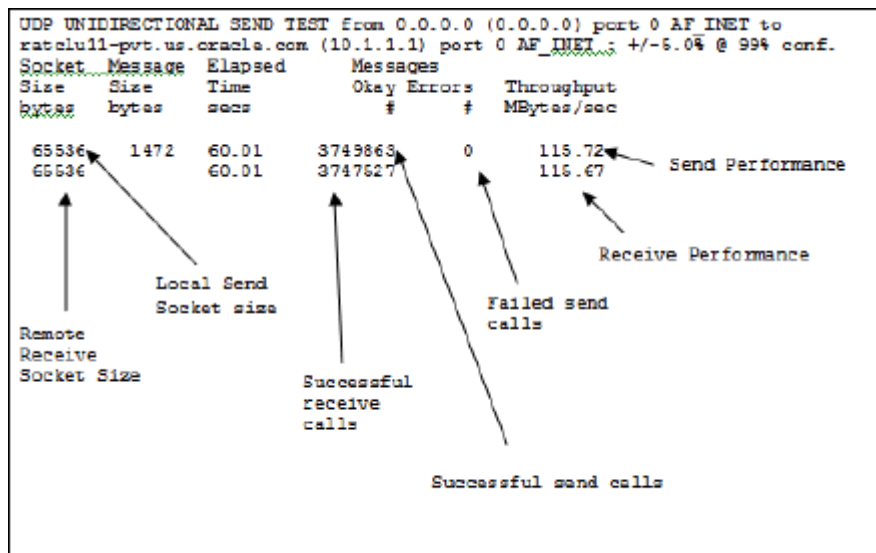 UDP UNIDIRECTIONAL SEND TEST from 0.0.0.0 (0.0.0.0) port 0 AF_INET to
ratclu11-pvt.us.oracle.com (10.1.1.1) port 0 AF_INET : +/-5.0% @ 99% conf.
Socket Message Elapsed Messages
Size Size Time Okay Errors Throughput
bytes bytes secs # # MBytes/sec
65536 1472 60.01 3749863 0 115.72
65536 60.01 3747527 115.67
Send Performance
Receive Performance
Local Send
Socket size
Failed send
calls
Remote
Receive
Socket Size
Successful
receive
calls
Successful send calls